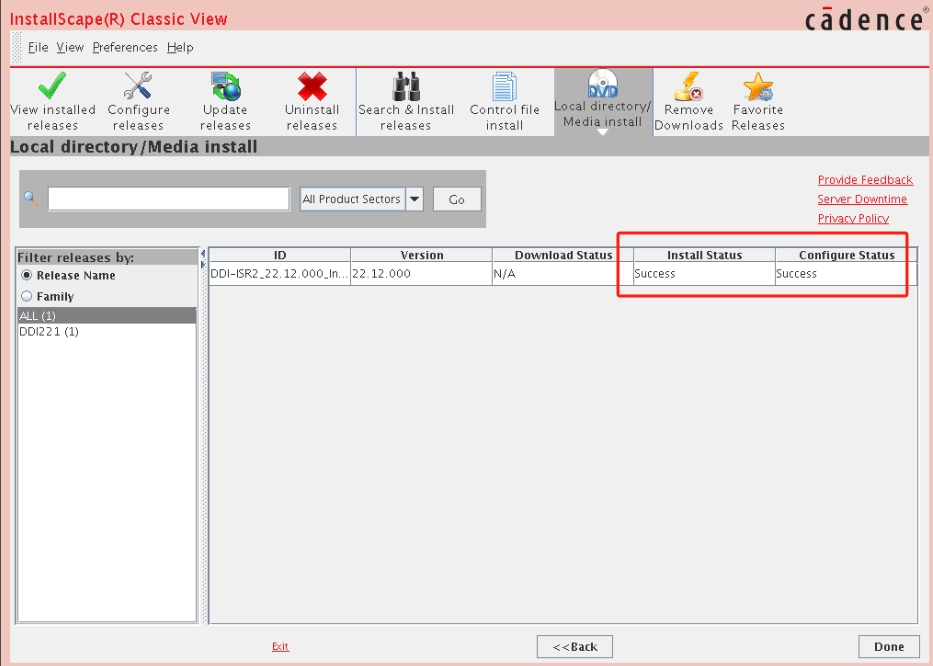 InstallScape(R) Classic View
cādence®
File View Preferences Help
View installed releases
Configure releases
Update releases
Uninstall releases
Search & Install releases
Control file install
DVD
Local directory/ Media install
Remove Downloads
Favorite Releases
Local directory/Media install
All Product Sectors
Go
Provide Feedback
Server Downtime
Privacy Policy
Filter releases by:
Release Name
Family
ALL (1)
DDI221 (1)
ID Version Download Status Install Status Configure Status
DDI-ISR2_22.12.000_In... 22.12.000 N/A Success Success
Exit
<<Back
Done